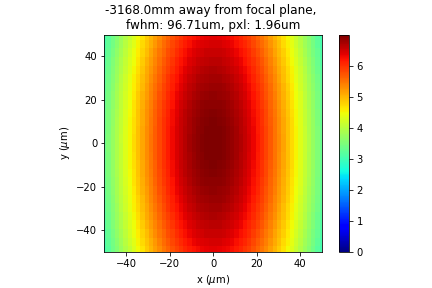 -3168.0mm away from focal plane,
fwhm: 96.71um, pxl: 1.96um
40
20
0
−20
−40
y (μm)
−40 −20 0 20 40
x (μm)
6
5
4
3
2
1
0